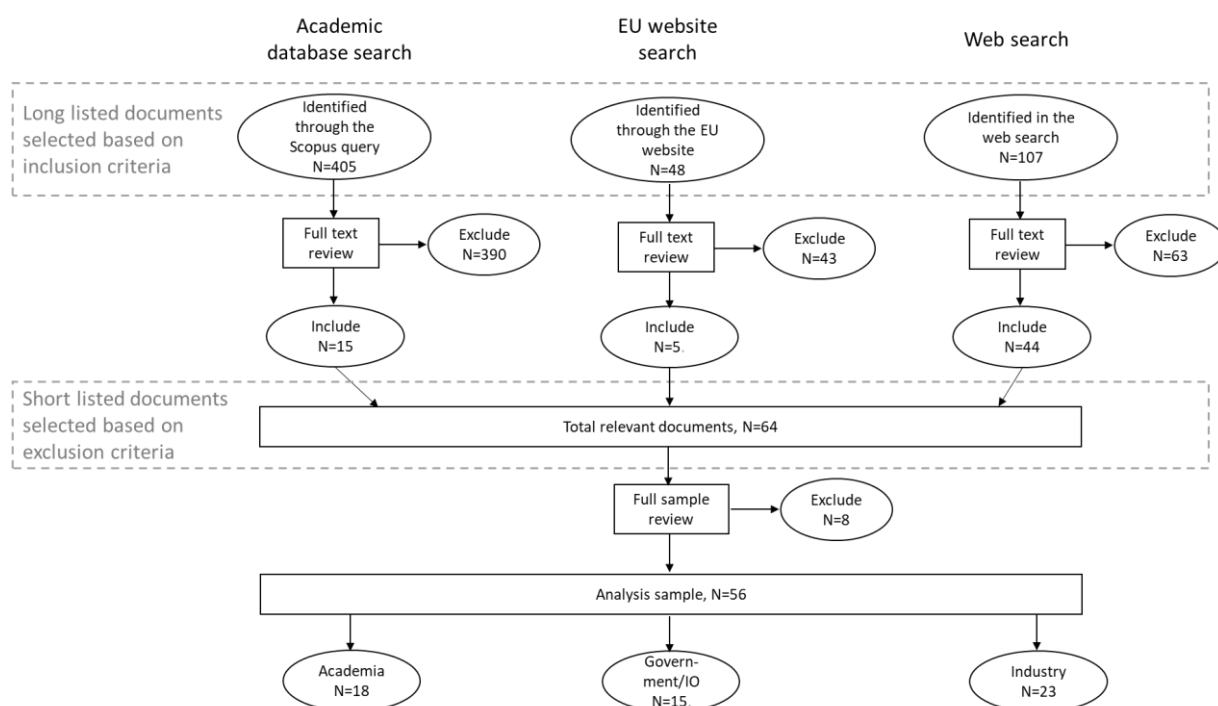 Academic
database search
EU website
search
Web search
Long listed documents
selected based on
inclusion criteria
Identified
through the
Scopus query
N=405
Identified
through the EU
website
N=48
Identified in the
web search
N=107
Full text
review
Exclude
N=390
Full text
review
Exclude
N=43
Full text
review
Exclude
N=63
Include
N=15
Include
N=5.
Include
N=44
Short listed documents
selected based on
exclusion criteria
Total relevant documents, N=64
Full sample
review
Exclude
N=8
Analysis sample, N=56
Academia
N=18
Govern-
ment/IO
N=15.
Industry
N=23